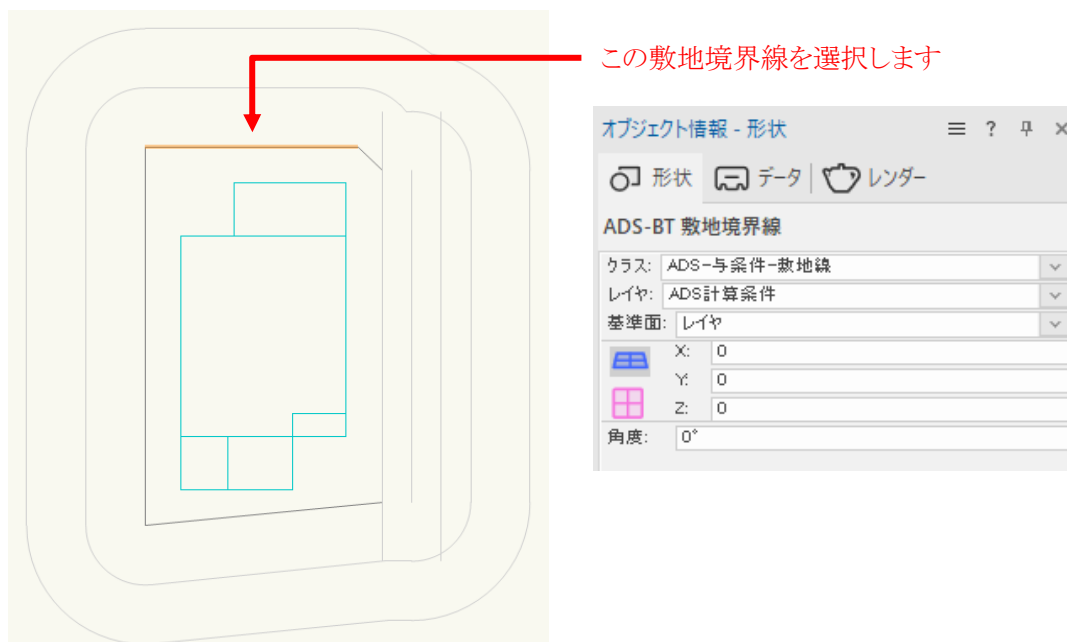 この敷地境界線を選択します
オブジェクト情報 - 形状
形状 データ レンダー
ADS-BT 敷地境界線
クラス: ADS-与条件-敷地線
レイヤ: ADS計算条件
基準面: レイヤ
X: 0
Y: 0
Z: 0
角度: 0°